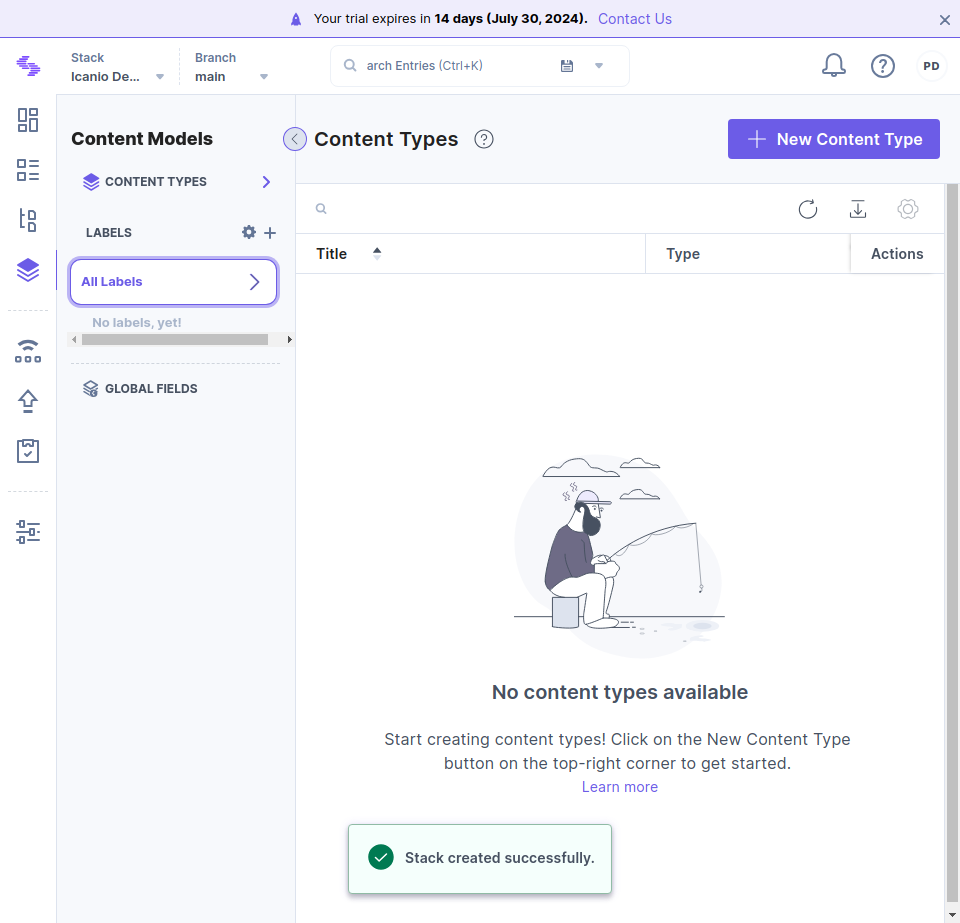 Your trial expires in 14 days (July 30, 2024). Contact Us
Stack
Icanio De...
Branch
main
arch Entries (Ctrl+K)
PD
Content Models
CONTENT TYPES
LABELS
All Labels
No labels, yet!
GLOBAL FIELDS
Content Types
New Content Type
Title
Type
Actions
No content types available
Start creating content types! Click on the New Content Type
button on the top-right corner to get started.
Learn more
Stack created successfully.